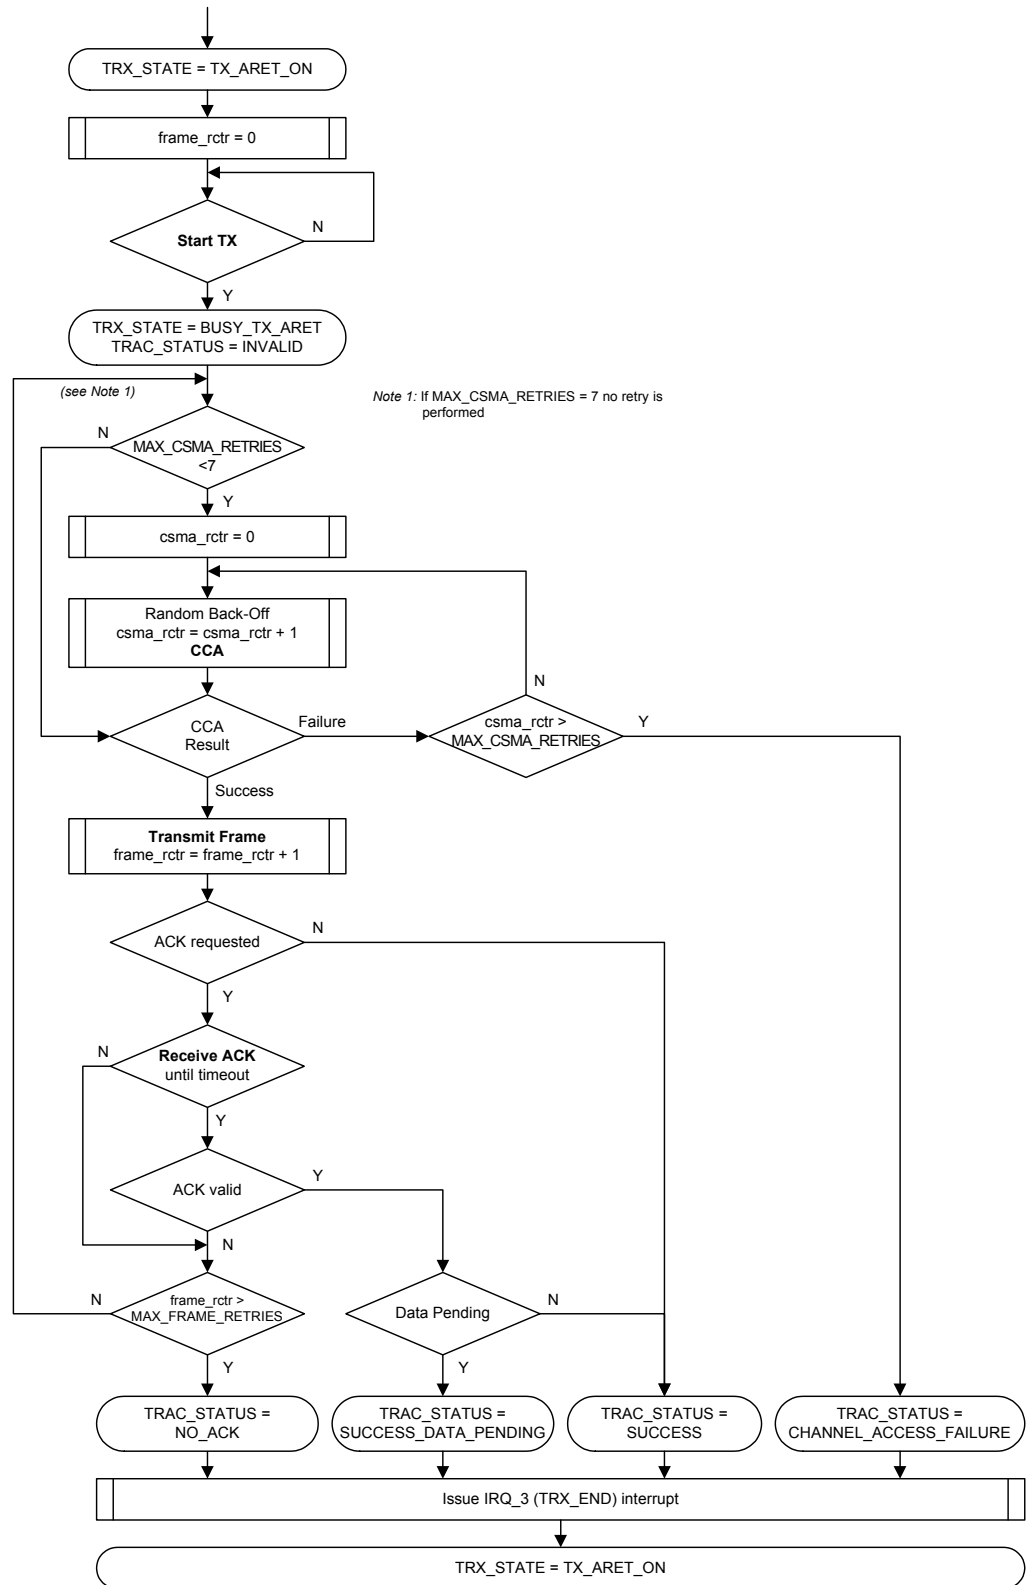 TRX_STATE = TX_ARET_ON
frame_rctr = 0
N
Start TX
Y
TRX_STATE = BUSY_TX_ARET
TRAC_STATUS = INVALID
(see Note 1)
Note 1: If MAX_CSMA_RETRIES = 7 no retry is
performed
N
MAX_CSMA_RETRIES
<7
Y
csma_rctr = 0
Random Back-Off
csma_rctr = csma_rctr + 1
CCA
N
CCA
Result
Failure
csma_rctr >
MAX_CSMA_RETRIES
Y
Success
Transmit Frame
frame_rctr = frame_rctr + 1
ACK requested
N
Y
N
Receive ACK
until timeout
Y
ACK valid
Y
N
N
frame_rctr >
MAX_FRAME_RETRIES
Data Pending
N
Y
Y
TRAC_STATUS =
NO_ACK
TRAC_STATUS =
SUCCESS_DATA_PENDING
TRAC_STATUS =
SUCCESS
TRAC_STATUS =
CHANNEL_ACCESS_FAILURE
Issue IRQ_3 (TRX_END) interrupt
TRX_STATE = TX_ARET_ON